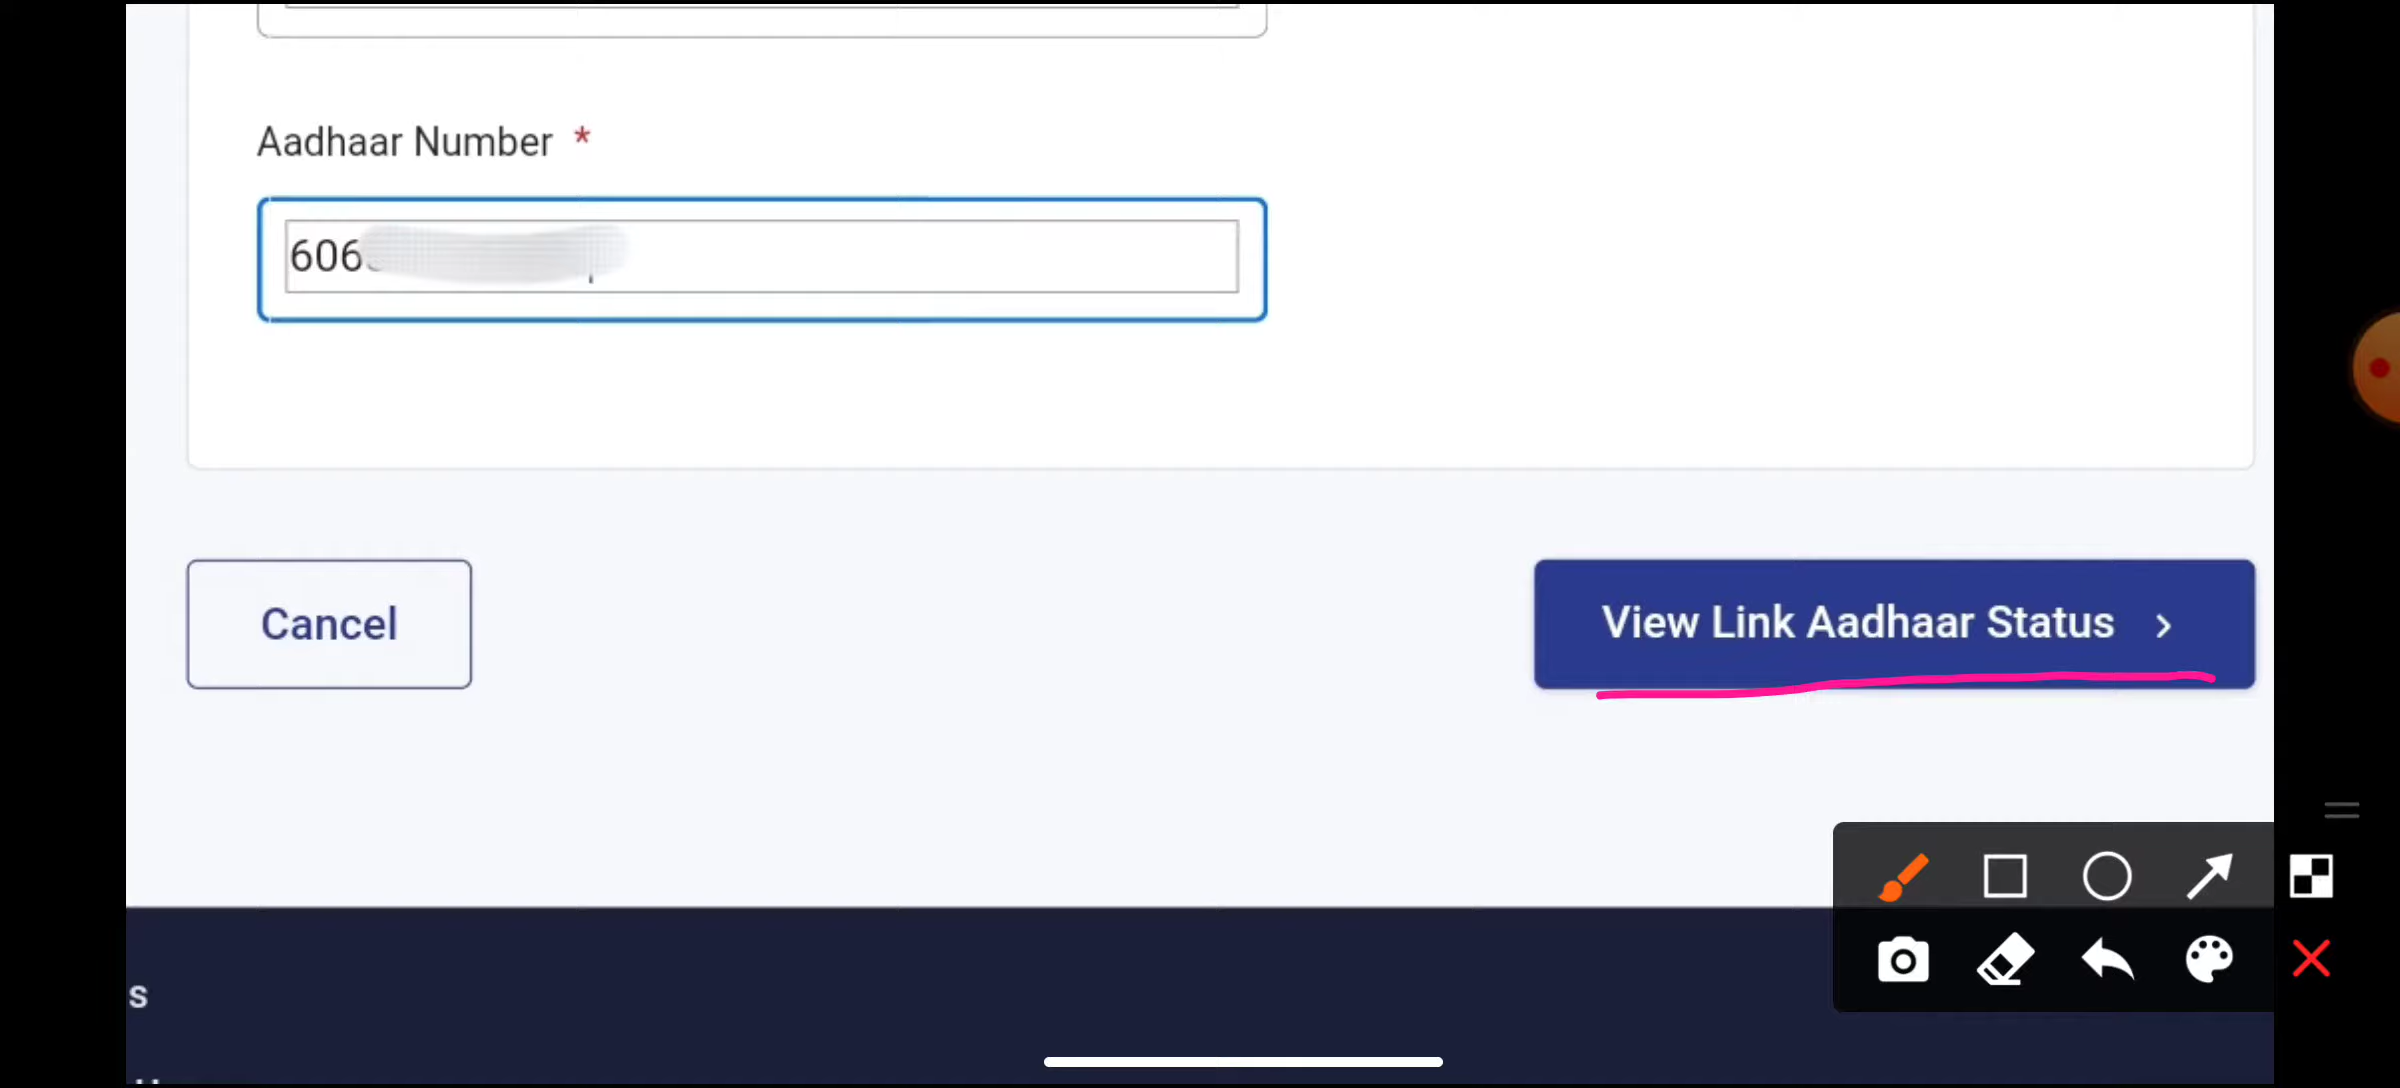 Aadhaar Number *
606
Cancel
View Link Aadhaar Status >
s